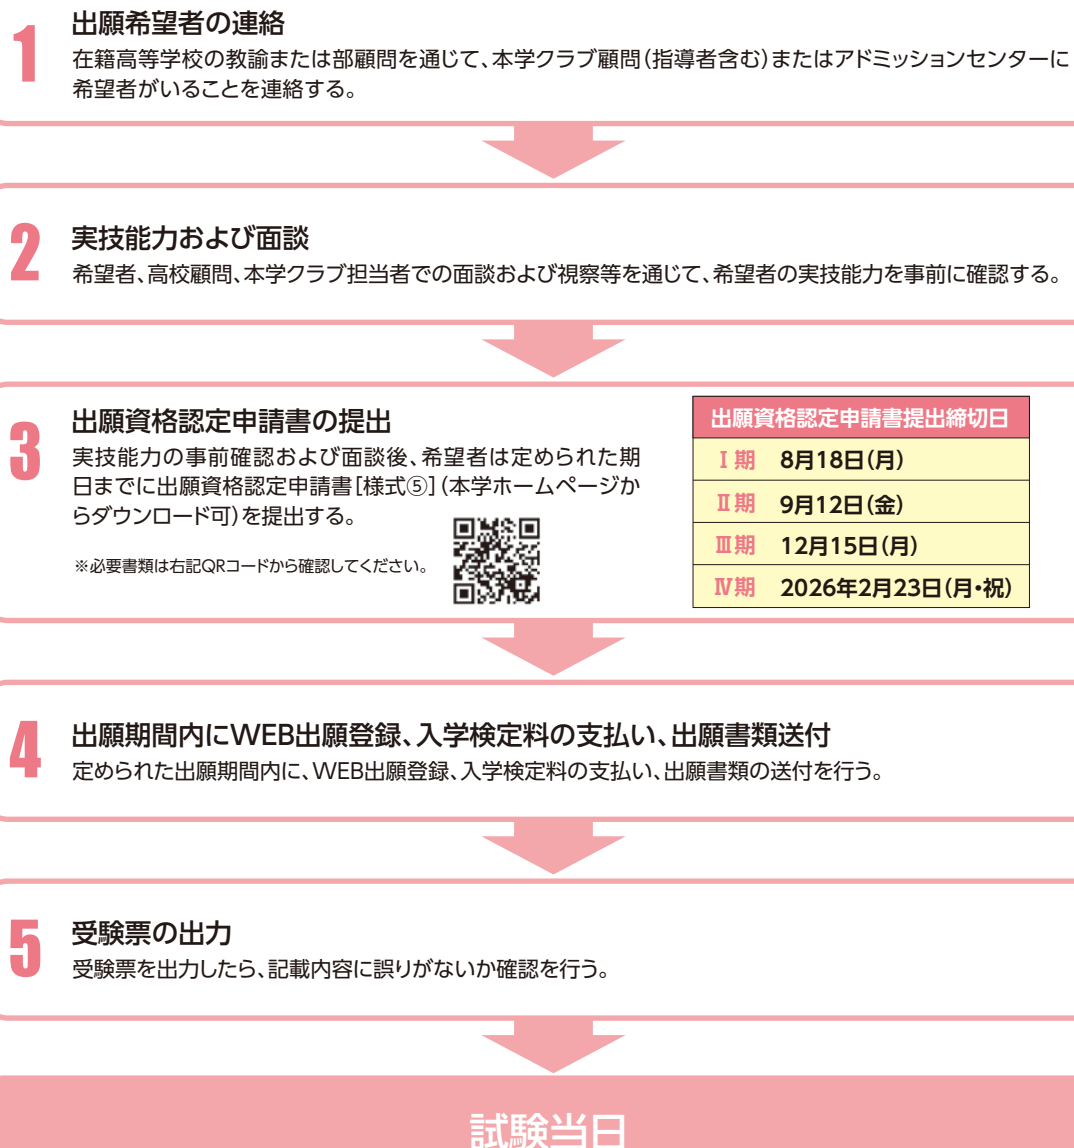 1
出願希望者の連絡
在籍高等学校の教諭または部顧問を通じて、本学クラブ顧問(指導者含む)またはアドミッションセンターに
希望者がいることを連絡する。
2
実技能力および面談
希望者、高校顧問、本学クラブ担当者での面談および視察等を通じて、希望者の実技能力を事前に確認する。
3
出願資格認定申請書の提出
実技能力の事前確認および面談後、希望者は定められた期
日までに出願資格認定申請書[様式⑤](本学ホームページか
らダウンロード可)を提出する。
※必要書類は右記QRコードから確認してください。
出願資格認定申請書提出締切日
Ⅰ期 8月18日(月)
Ⅱ期 9月12日(金)
Ⅲ期 12月15日(月)
Ⅳ期 2026年2月23日(月・祝)
4
出願期間内にWEB出願登録、入学検定料の支払い、出願書類送付
定められた出願期間内に、WEB出願登録、入学検定料の支払い、出願書類の送付を行う。
5
受験票の出力
受験票を出力したら、記載内容に誤りがないか確認を行う。
試験当日